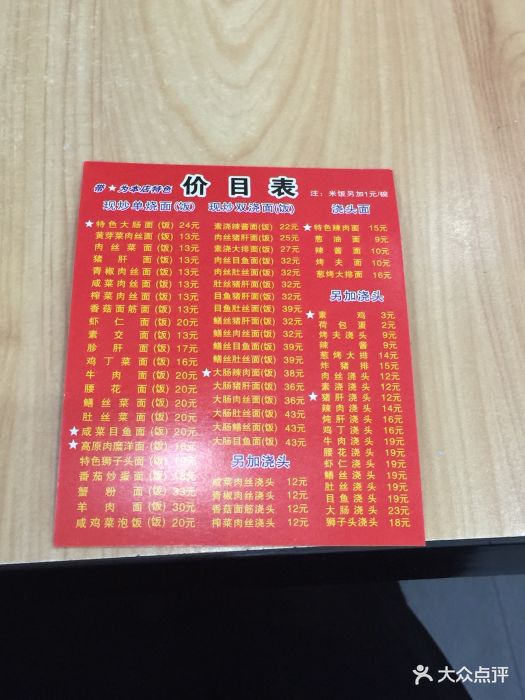 带★为本店特色 价目表 注：米饭另加1元/碗
现炒单烧面(饭)
★特色大肠面(饭) 24元
黄芽菜肉丝面(饭) 13元
肉丝菜面(饭) 13元
猪肝面(饭) 13元
青椒肉丝面(饭) 13元
咸菜肉丝面(饭) 13元
榨菜肉丝面(饭) 13元
香菇面筋面(饭) 13元
虾仁面(饭) 20元
素交面(饭) 13元
胗肝面(饭) 17元
鸡丁菜面(饭) 16元
牛肉面(饭) 20元
腰花面(饭) 20元
鳝丝菜面(饭) 20元
肚丝菜面(饭) 20元
★咸菜目鱼面(饭) 20元
★高原肉糜洋面(饭) 20元
特色狮子头面(饭) 19元
番茄炒蛋面(饭) 18元
蟹粉面(饭) 33元
羊肉面(饭) 30元
咸鸡菜泡饭(饭) 20元
现炒双浇面(饭)
素浇辣酱面(饭) 22元
肉丝猪肝面(饭) 25元
素浇大排面(饭) 27元
肉丝目鱼面(饭) 32元
肉丝肚丝面(饭) 32元
肚丝猪肝面(饭) 32元
目鱼猪肝面(饭) 32元
目鱼肚丝面(饭) 39元
鳝丝猪肝面(饭) 32元
鳝丝肉丝面(饭) 32元
鳝丝目鱼面(饭) 39元
鳝丝肚丝面(饭) 39元
★大肠辣肉面(饭) 38元
大肠猪肝面(饭) 36元
大肠肉丝面(饭) 36元
大肠肚丝面(饭) 43元
大肠鳝丝面(饭) 43元
大肠目鱼面(饭) 43元
另加浇头
咸菜肉丝浇头 12元
青椒肉丝浇头 12元
香菇面筋浇头 12元
榨菜肉丝浇头 12元
浇头面
★特色辣肉面 15元
葱油面 9元
辣酱面 10元
烤夫面 10元
葱烤大排面 16元
另加浇头
★素鸡 3元
荷包蛋 2元
烤夫浇头 9元
辣酱 9元
葱烤大排 14元
炸猪排 15元
肉丝浇头 12元
素浇浇头 12元
★猪肝浇头 12元
辣肉浇头 14元
炖肝浇头 16元
鸡丁浇头 16元
牛肉浇头 19元
腰花浇头 19元
虾仁浇头 19元
鳝丝浇头 19元
肚丝浇头 19元
目鱼浇头 19元
大肠浇头 23元
狮子头浇头 18元
大众点评